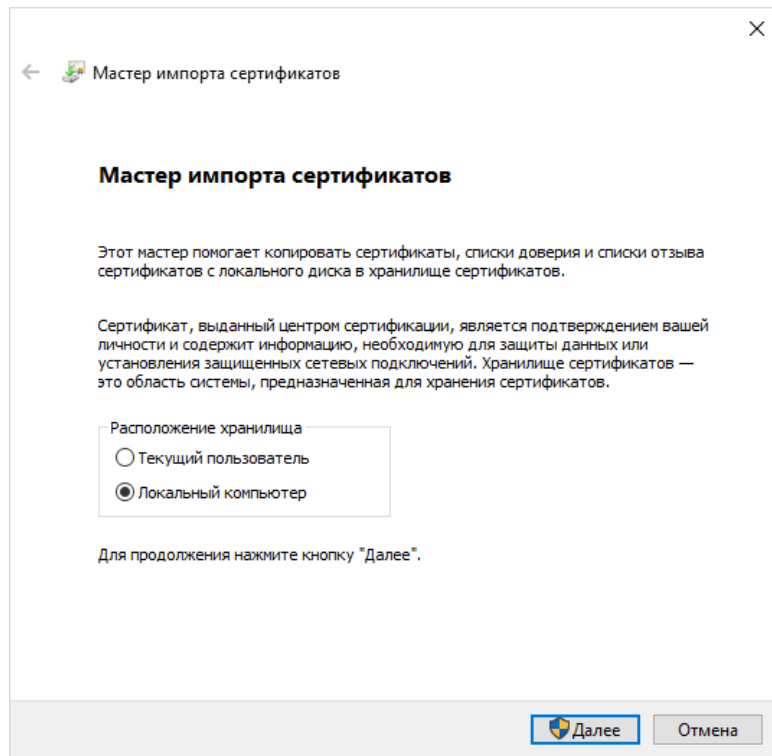 Мастер импорта сертификатов
Мастер импорта сертификатов
Этот мастер помогает копировать сертификаты, списки доверия и списки отзыва
сертификатов с локального диска в хранилище сертификатов.
Сертификат, выданный центром сертификации, является подтверждением вашей
личности и содержит информацию, необходимую для защиты данных или
установления защищенных сетевых подключений. Хранилище сертификатов —
это область системы, предназначенная для хранения сертификатов.
Расположение хранилища
Текущий пользователь
Локальный компьютер
Для продолжения нажмите кнопку "Далее".
Далее
Отмена